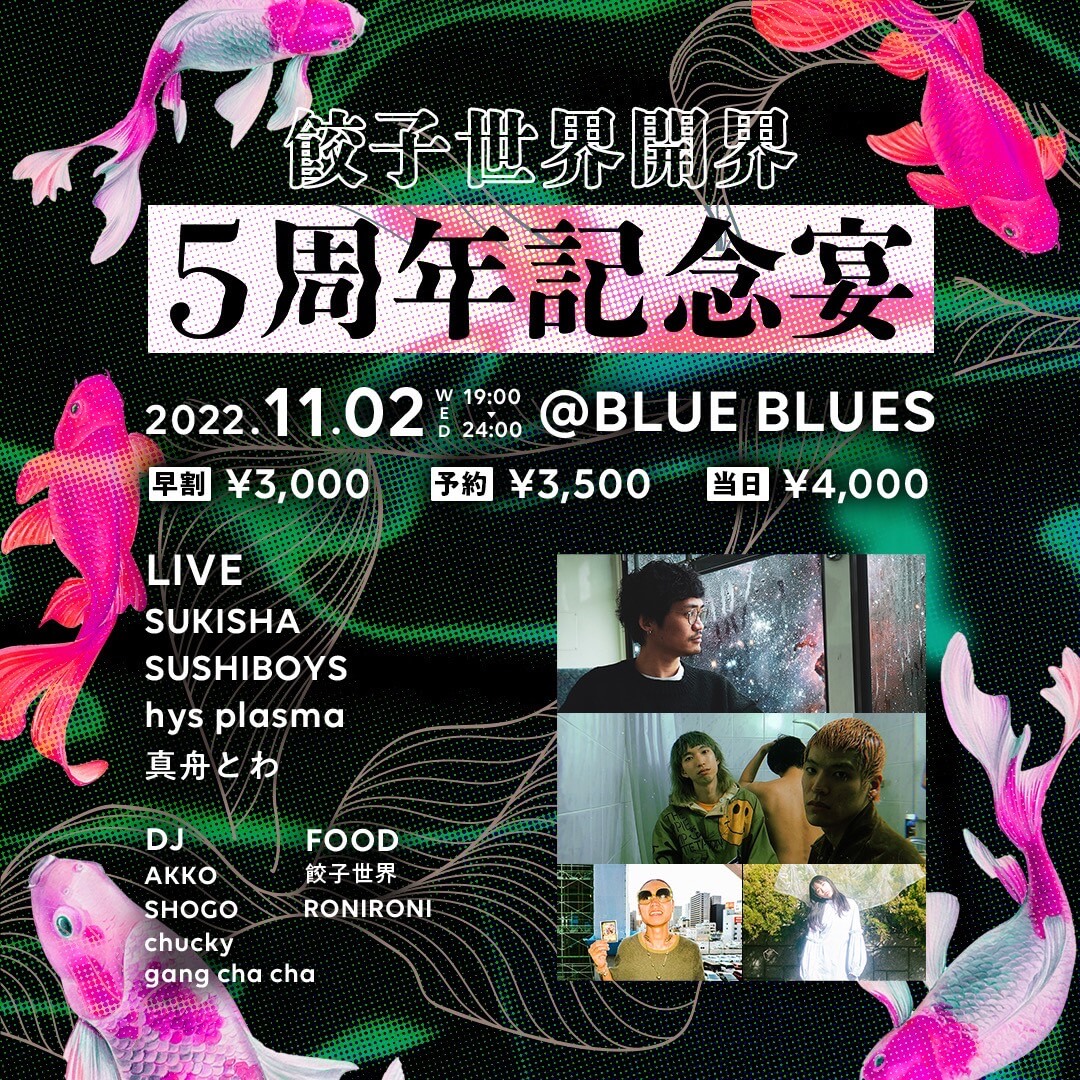 餃子世界開界
5周年記念宴
2022.11.02 WED 19:00 ▼ 24:00 @BLUE BLUES
早割 ¥3,000 予約 ¥3,500 当日 ¥4,000
LIVE
SUKISHA
SUSHIBOYS
hys plasma
真舟とわ
DJ
AKKO
SHOGO
chucky
gang cha cha
FOOD
餃子世界
RONIRONI